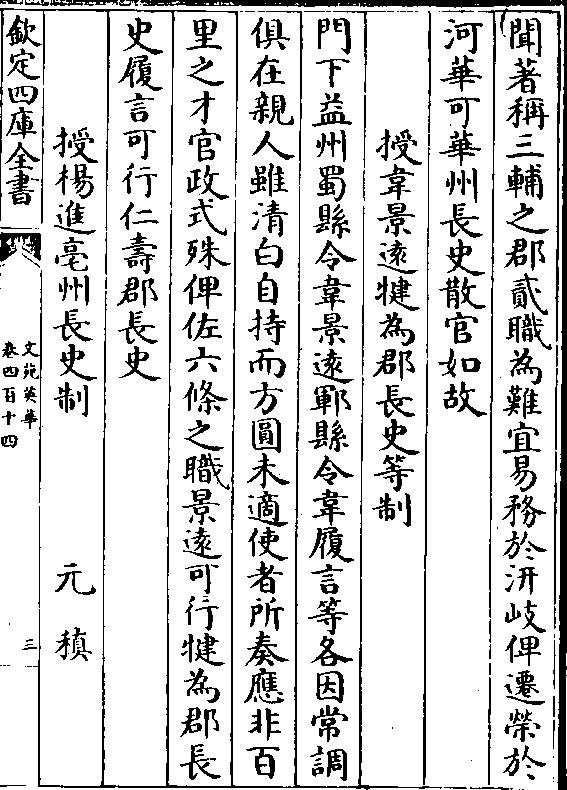 聞著稱三輔之郡貳職為難宜易務於汧岐俾遷榮於
河華可華州長史散官如故
授韋景逺犍為郡長史等制
門下益州蜀縣令韋景逺郫縣令韋履言等各因常調
俱在親人雖清白自持而方圓未適使者所奏應非百
里之才官政式殊俾佐六條之職景逺可行犍為郡長
史履言可行仁壽郡長史
授楊進亳州長史制 元稹
欽定四庫全書
文苑英華
卷四百十四
三